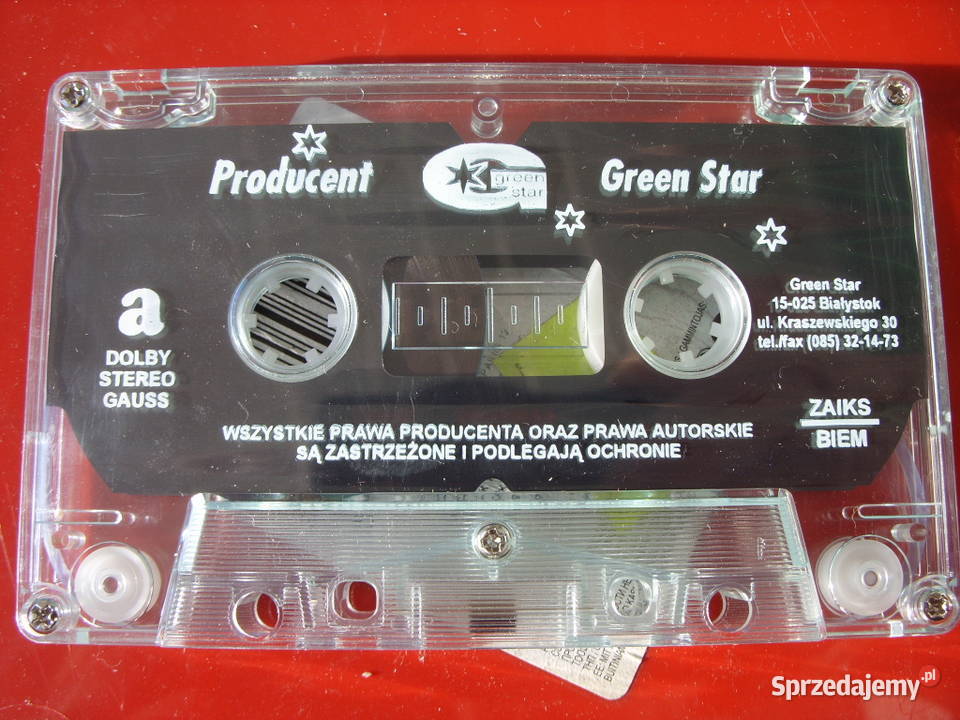 Producent
green
star
Green Star
a
DOLBY
STEREO
GAUSS
Green Star
15-025 Białystok
ul. Kraszewskiego 30
tel./fax (085) 32-14-73
WSZYSTKIE PRAWA PRODUCENTA ORAZ PRAWA AUTORSKIE
SĄ ZASTRZEŻONE I PODLEGAJĄ OCHRONIE
ZAIKS
BIEM
GAMINTOJAS
Sprzedajemy.pl